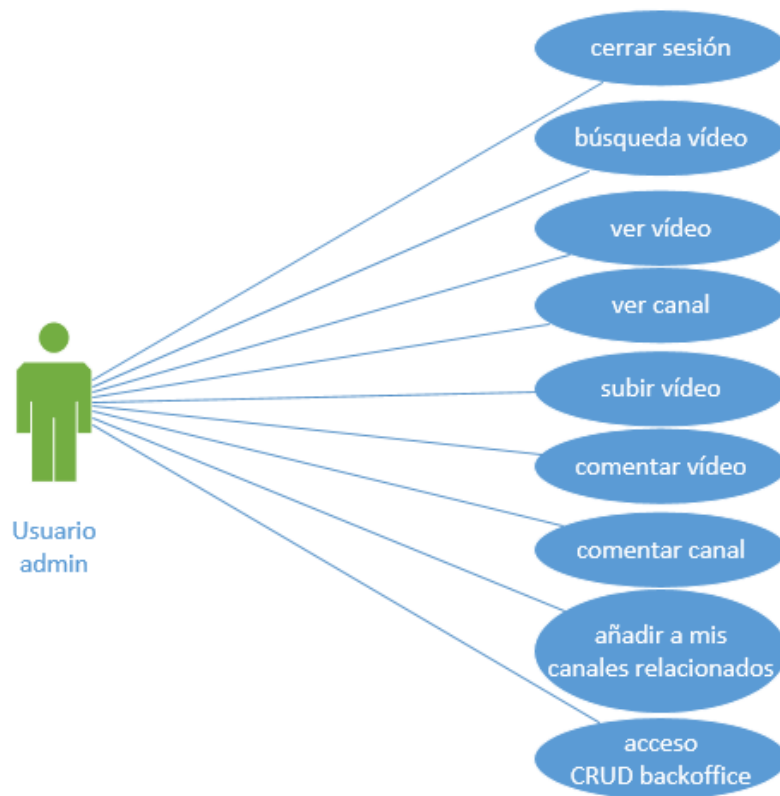 cerrar sesión
búsqueda vídeo
ver vídeo
ver canal
subir vídeo
comentar vídeo
comentar canal
añadir a mis
canales relacionados
acceso
CRUD backoffice
Usuario
admin